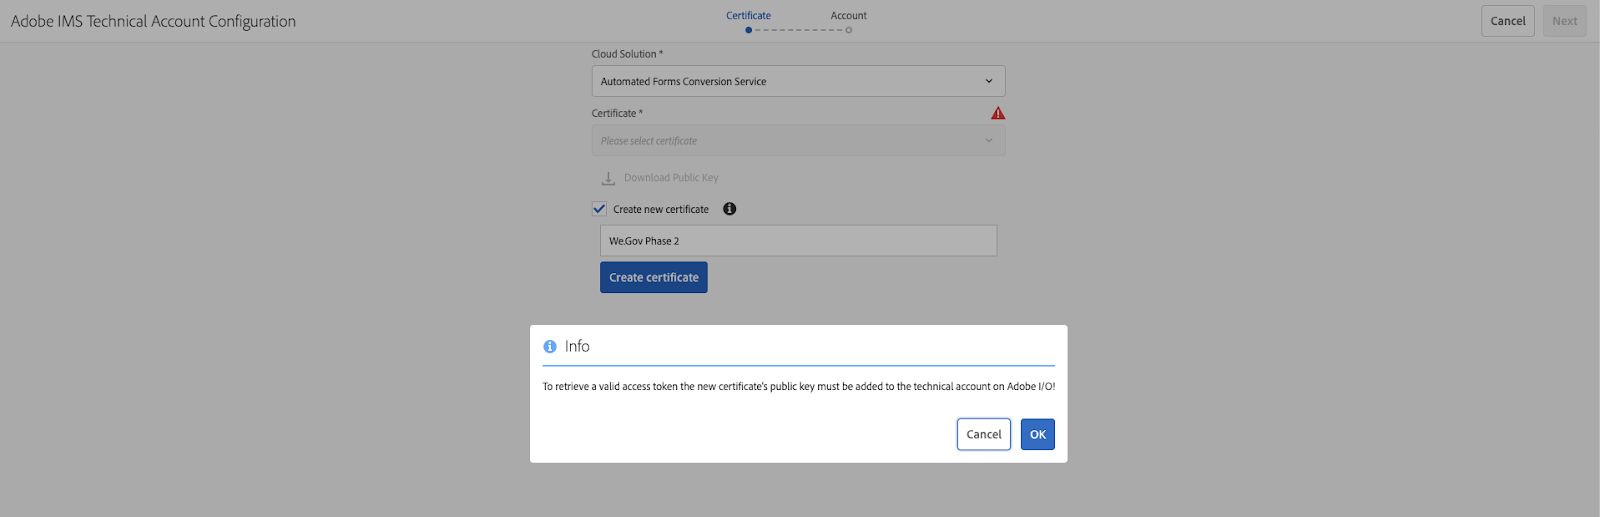 Adobe IMS Technical Account Configuration
Certificate
Account
Cancel
Next
Cloud Solution *
Automated Forms Conversion Service
Certificate *
Please select certificate
Download Public Key
Create new certificate
We.Gov Phase 2
Create certificate
Info
To retrieve a valid access token the new certificate's public key must be added to the technical account on Adobe I/O!
Cancel
OK